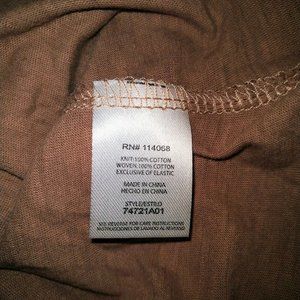 RN# 114068
KNIT:100% COTTON
WOVEN:100% COTTON
EXCLUSIVE OF ELASTIC
MADE IN CHINA
HECHO EN CHINA
STYLE/ESTILO
74721A01
SEE REVERSE FOR CARE INSTRUCTIONS
INSTRUCCIONES DE LAVADO AL REVERSO